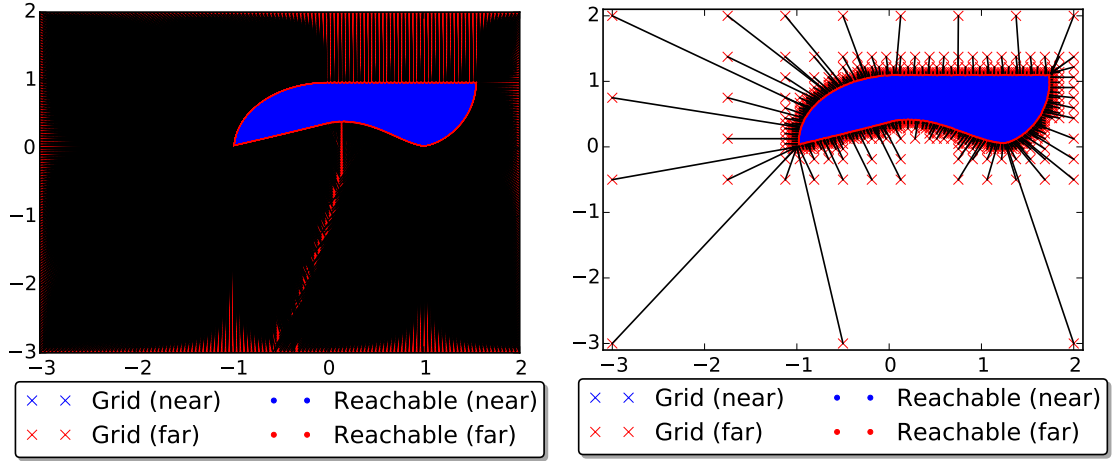 2
1
0
−1
−2
−3
−3 −2 −1 0 1 2
× × Grid (near) • • Reachable (near)
× × Grid (far) • • Reachable (far)
2
1
0
−1
−2
−3
−3 −2 −1 0 1 2
× × Grid (near) • • Reachable (near)
× × Grid (far) • • Reachable (far)